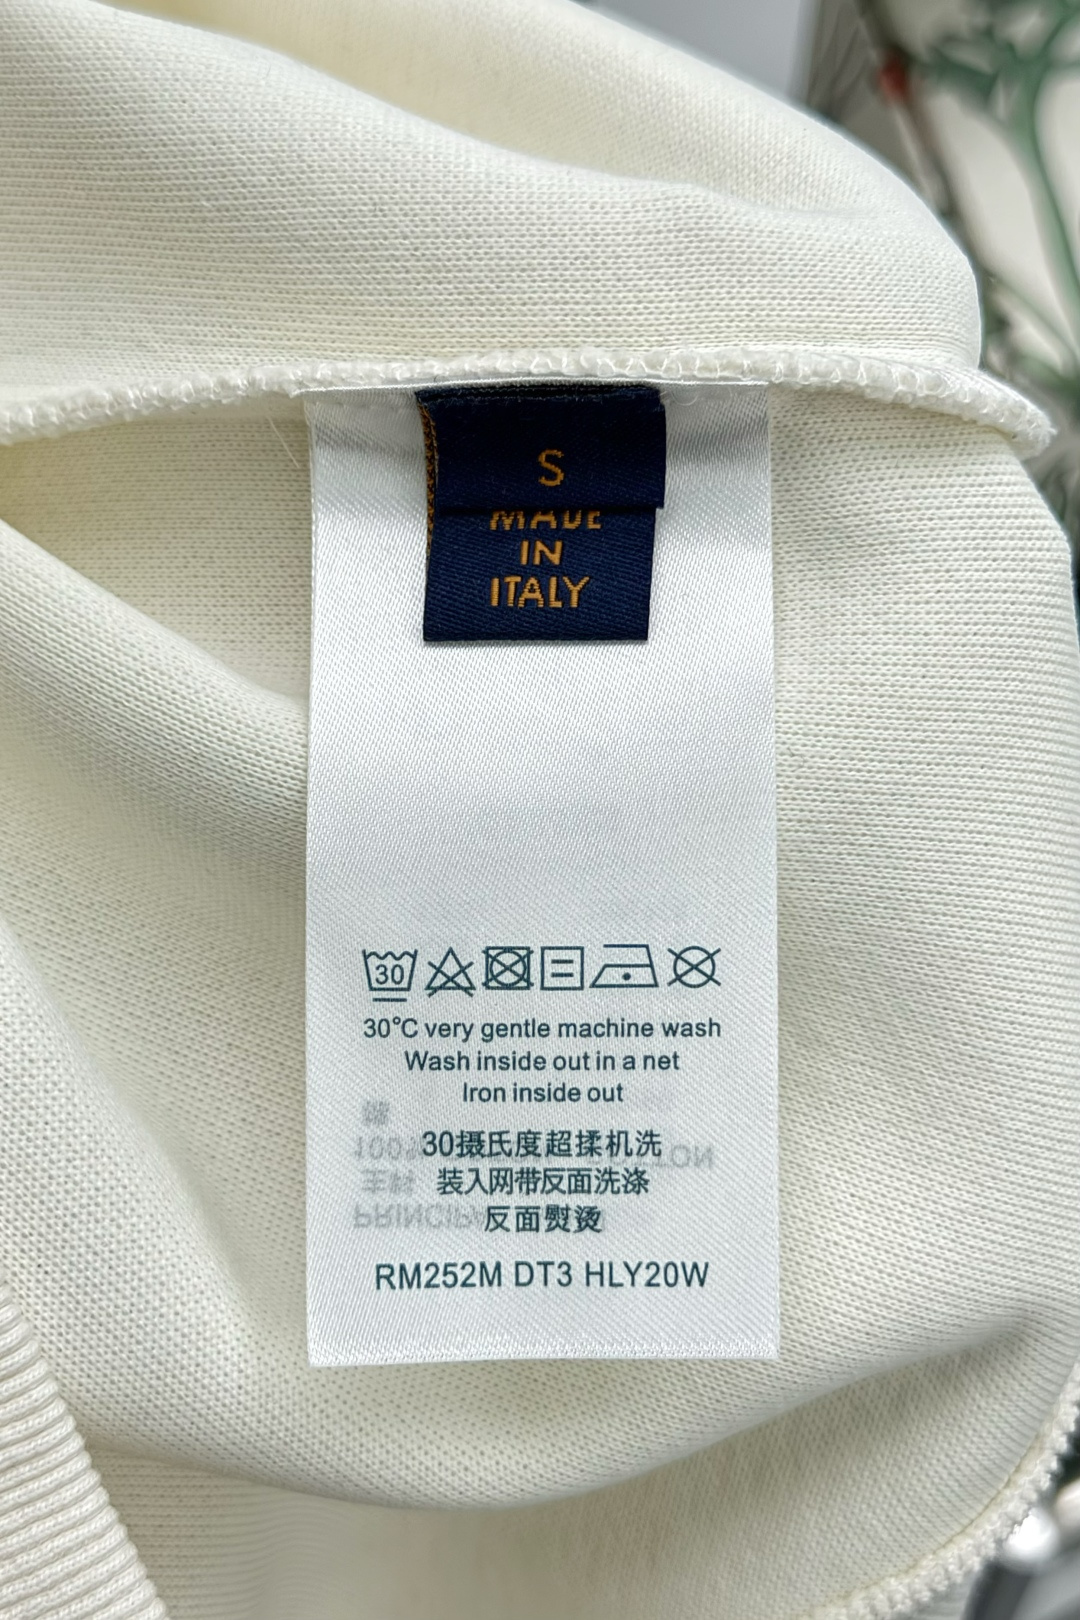 S
MADE
IN
ITALY
30
30°C very gentle machine wash
Wash inside out in a net
Iron inside out
30摄氏度超揉机洗
装入网带反面洗涤
反面熨烫
RM252M DT3 HLY20W